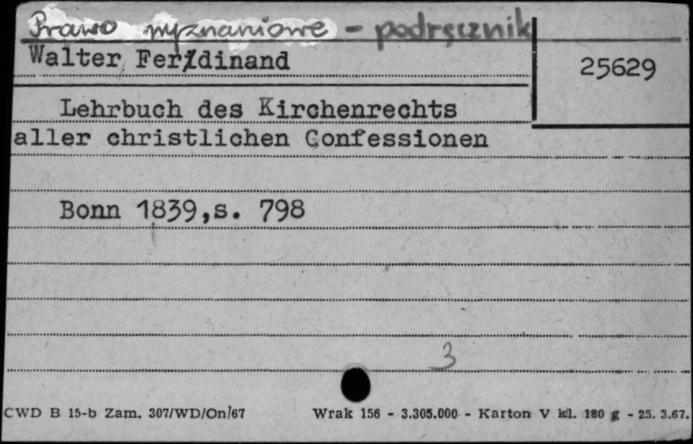 Prawo wyznaniowe - podręcznik
Walter Ferdinand
25629
Lehrbuch des Kirchenrechts
aller christlichen Confessionen
Bonn 1839,s. 798
3
CWD B 15-b Zam. 307/WD/On/67 Wrak 156 - 3.305.000 - Karton V kl. 180 g - 25. 3.67.